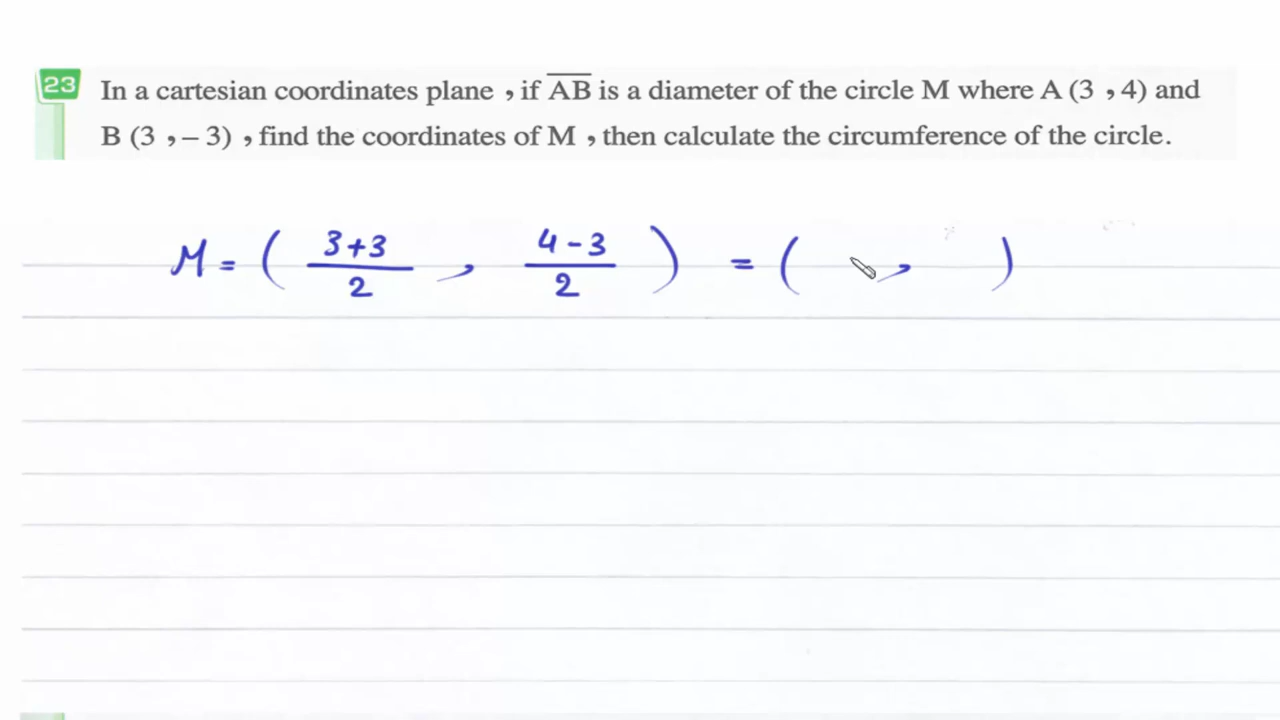 23 In a cartesian coordinates plane , if AB is a diameter of the circle M where A (3 , 4) and
B (3 , – 3) , find the coordinates of M , then calculate the circumference of the circle.
M = ( 3+3/2 , 4-3/2 ) = ( , )